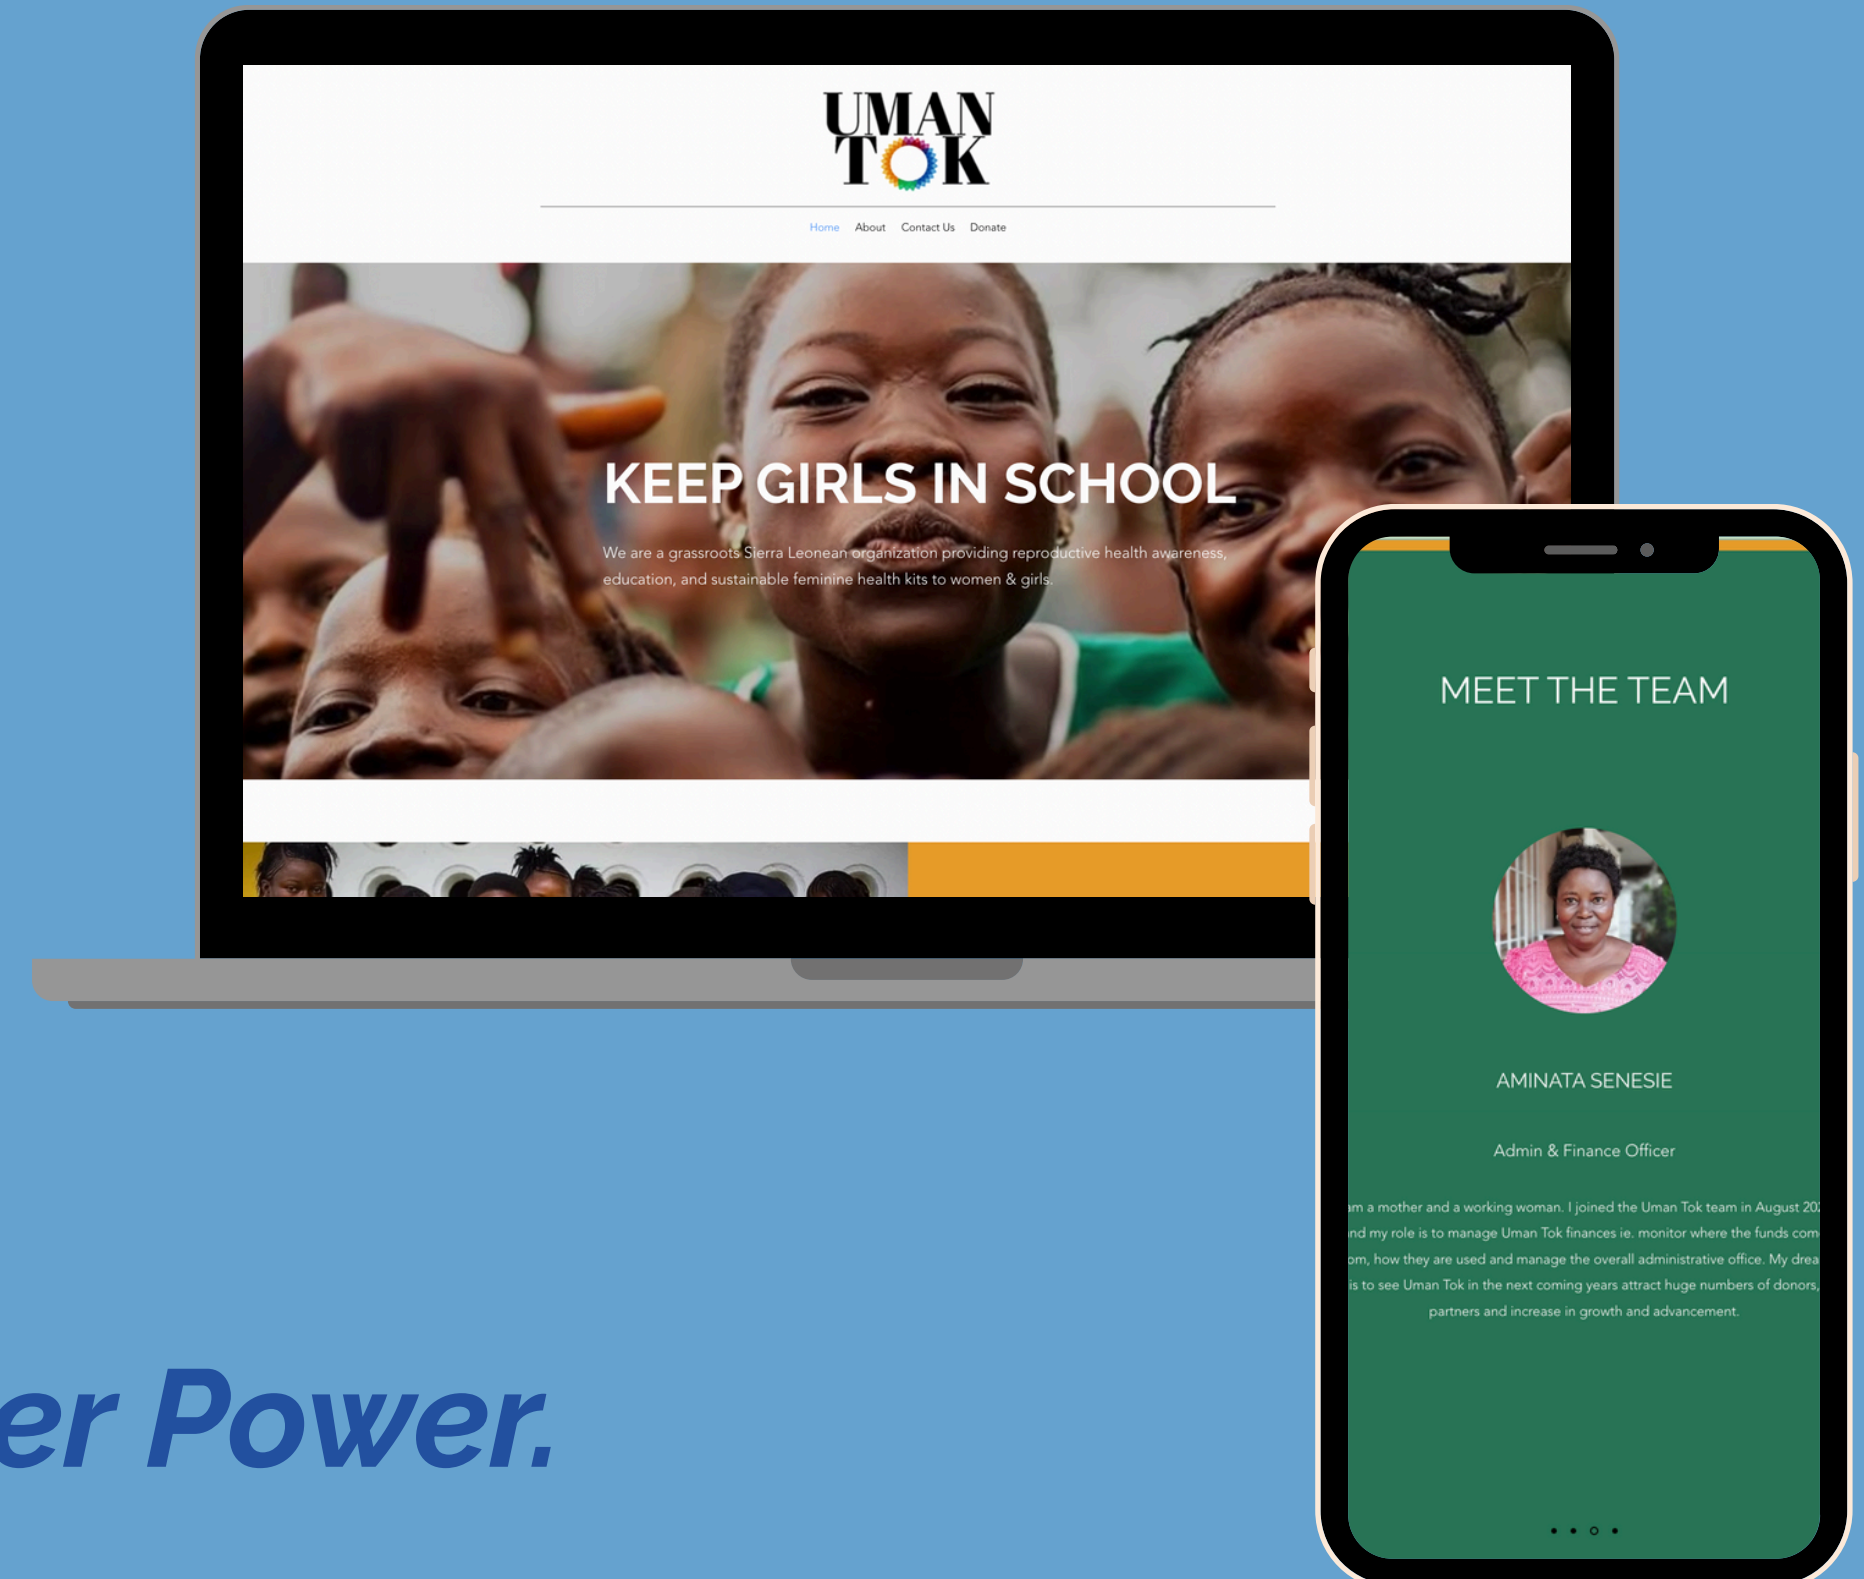 UMAN
TOK
Home About Contact Us Donate
KEEP GIRLS IN SCHOOL
We are a grassroots Sierra Leonean organization providing reproductive health awareness,
education, and sustainable feminine health kits to women & girls.
MEET THE TEAM
AMINATA SENESIE
Admin & Finance Officer
am a mother and a working woman. I joined the Uman Tok team in August
my role is to manage Uman Tok finances ie. monitor where the funds
how they are used and manage the overall administrative office. My
is to see Uman Tok in the next coming years attract huge numbers of donors,
partners and increase in growth and advancement.
er Power.